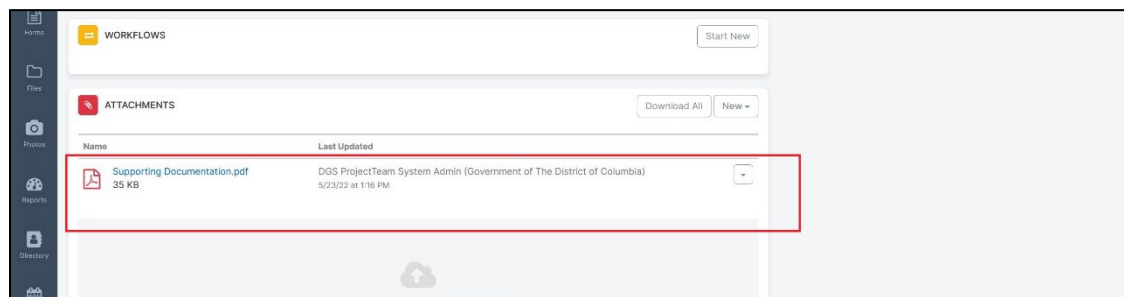 Forms
WORKFLOWS
Start New
Files
ATTACHMENTS
Download All
New
Photos
Name
Last Updated
Supporting Documentation.pdf
DGS ProjectTeam System Admin (Government of The District of Columbia)
35 KB
5/23/22 at 1:16 PM
Reports
Directory